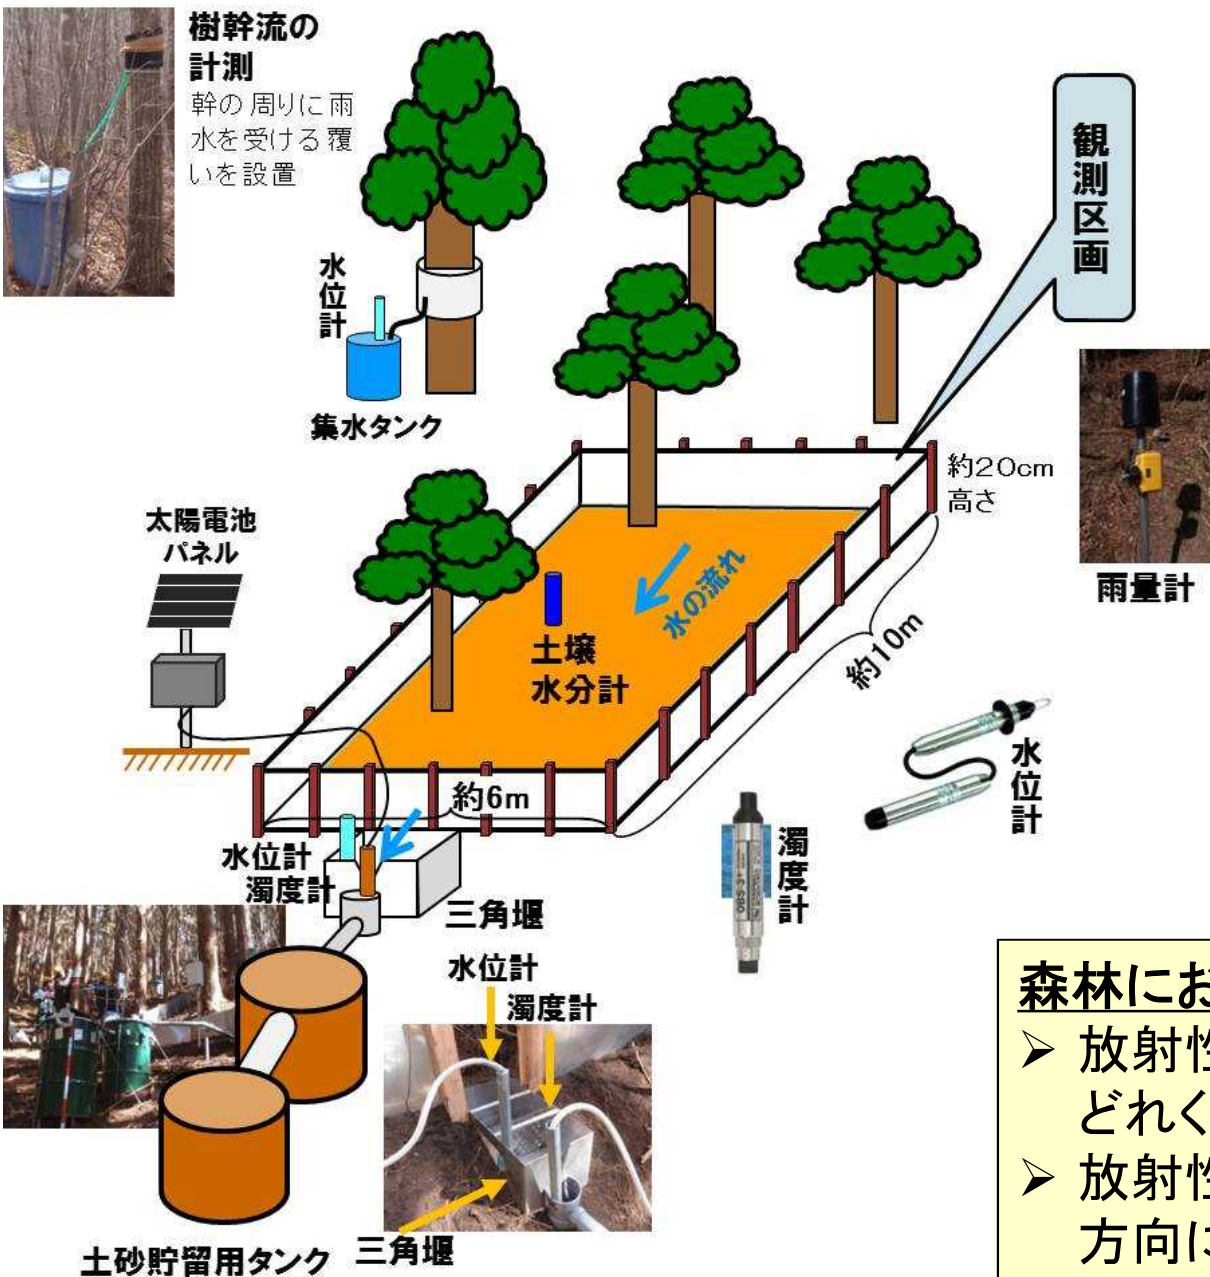 樹幹流の
計測
幹の周りに雨
水を受ける覆
いを設置
観測区画
水位計
集水タンク
約20cm
高さ
太陽電池
パネル
雨量計
水の流れ
土壌
水分計
約10m
水位計
約6m
濁度計
水位計
濁度計
三角堰
水位計
濁度計
三角堰
土砂貯留用タンク
森林にお
➢ 放射性
どれく
➢ 放射性
方向に